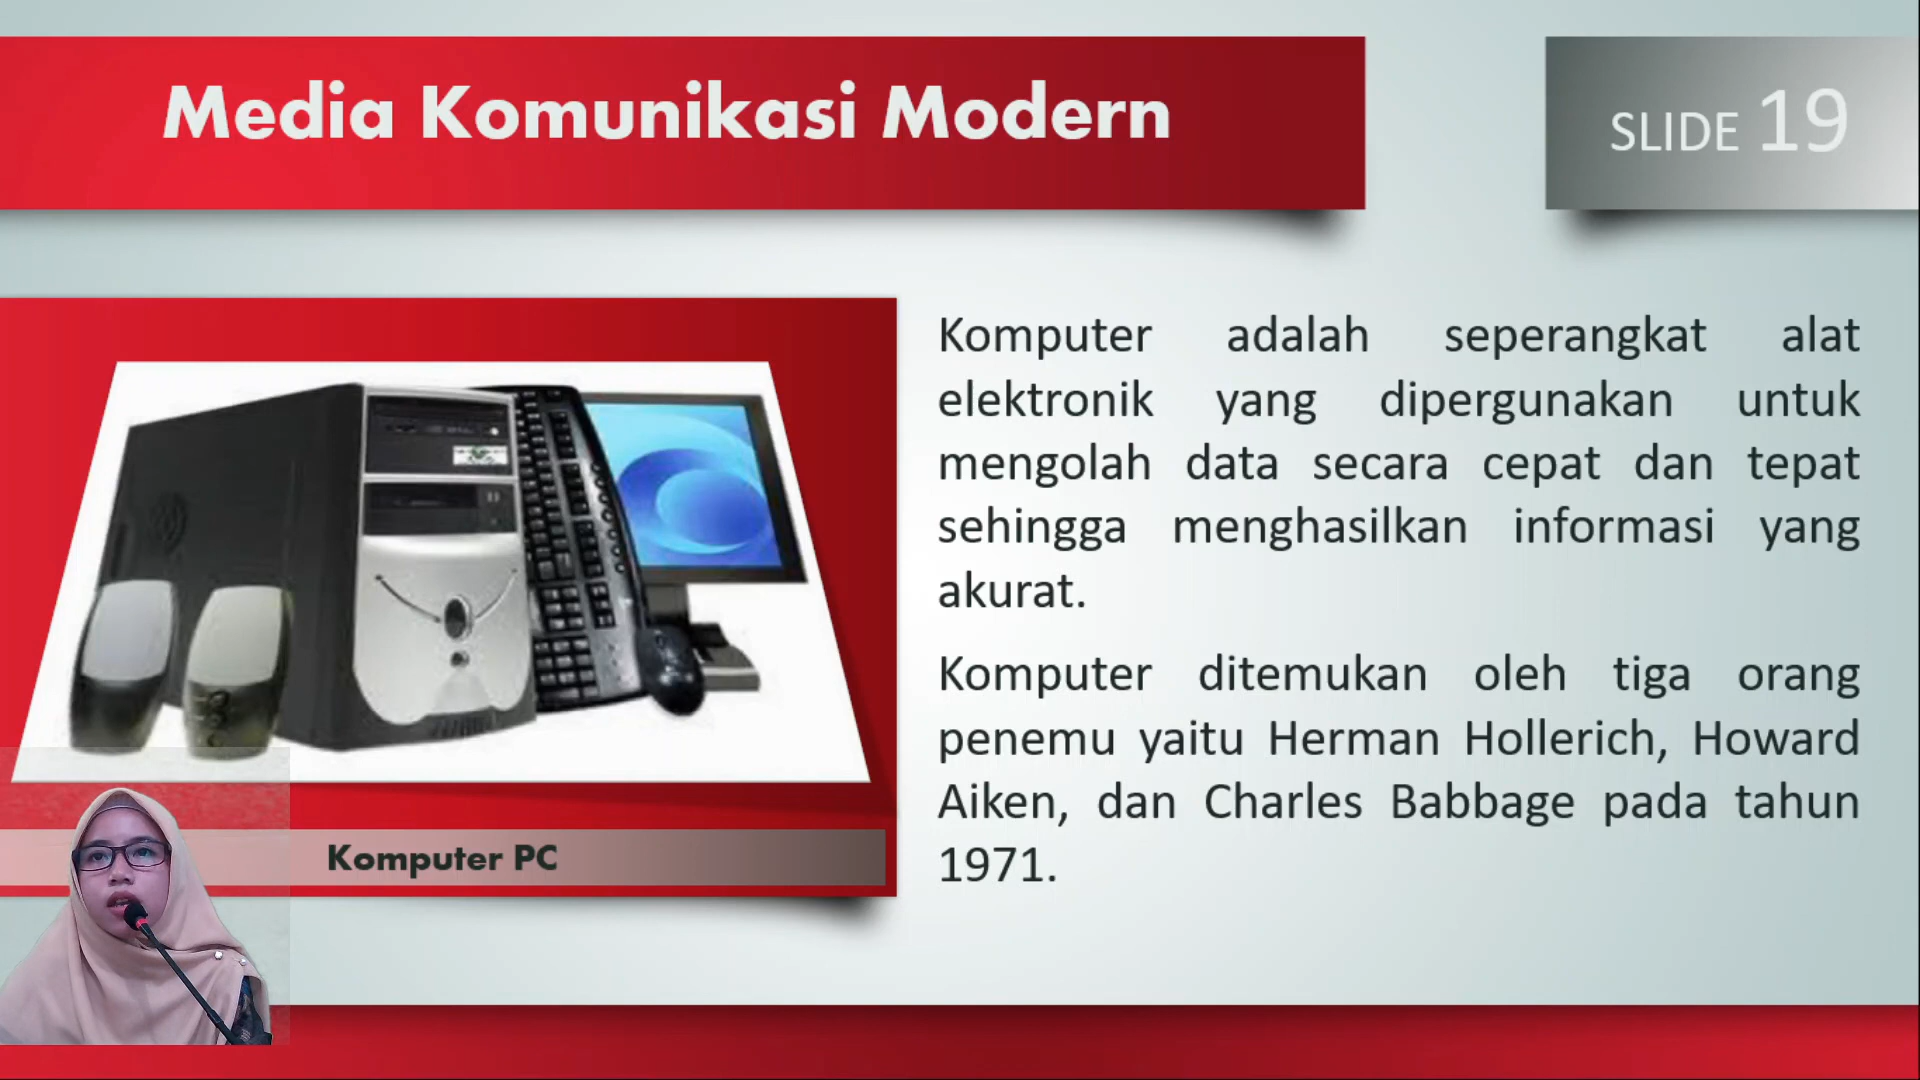 Media Komunikasi Modern
SLIDE 19
Komputer adalah seperangkat alat
elektronik yang dipergunakan untuk
mengolah data secara cepat dan tepat
sehingga menghasilkan informasi yang
akurat.
Komputer ditemukan oleh tiga orang
penemu yaitu Herman Hollerich, Howard
Aiken, dan Charles Babbage pada tahun
1971.
Komputer PC